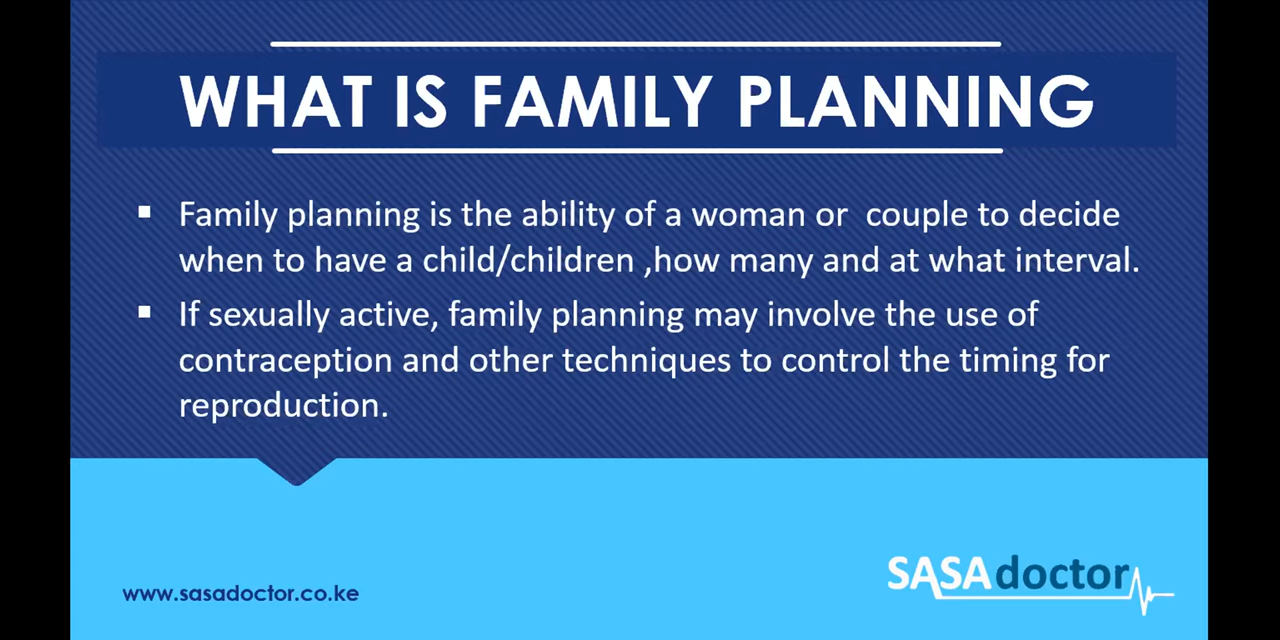 WHAT IS FAMILY PLANNING
▪ Family planning is the ability of a woman or  couple to decide
when to have a child/children ,how many and at what interval.
▪ If sexually active, family planning may involve the use of
contraception and other techniques to control the timing for
reproduction.
www.sasadoctor.co.ke
SASAdoctor